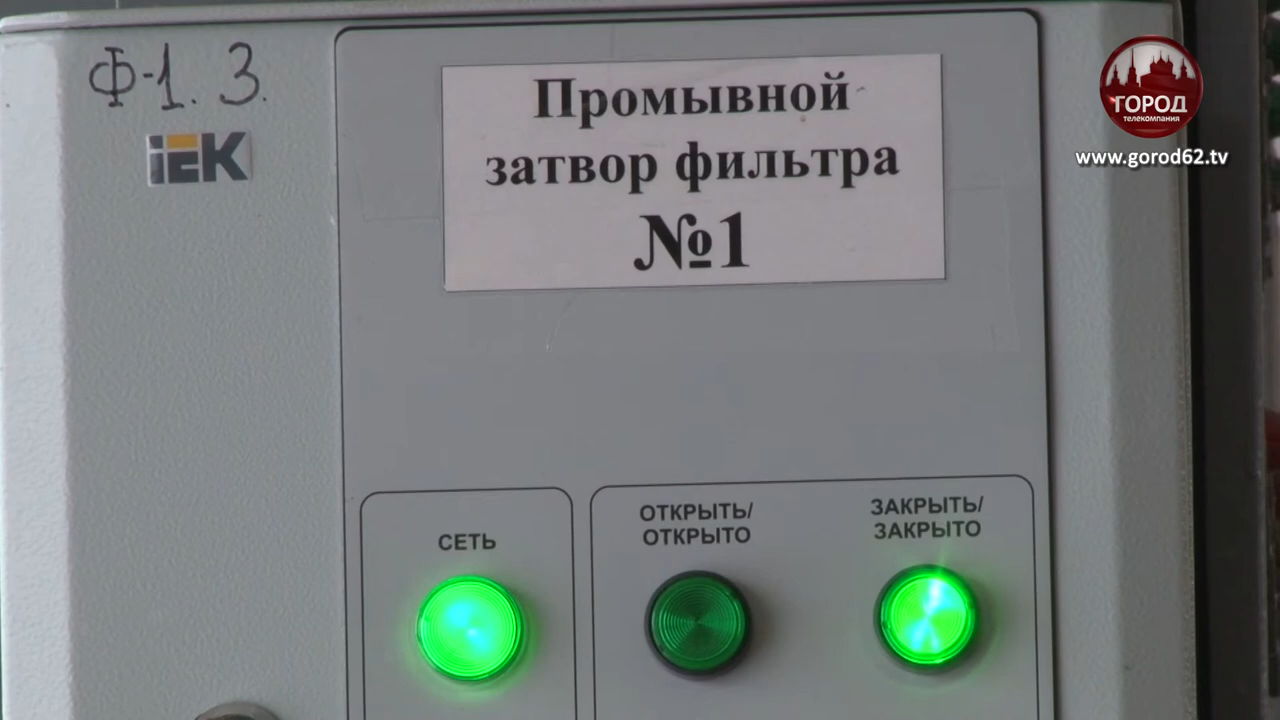 Ф-1. 3.
IEK
Промывной
затвор фильтра
№1
ГОРОД
телекомпания
www.gorod62.tv
СЕТЬ
ОТКРЫТЬ/
ОТКРЫТО
ЗАКРЫТЬ/
ЗАКРЫТО